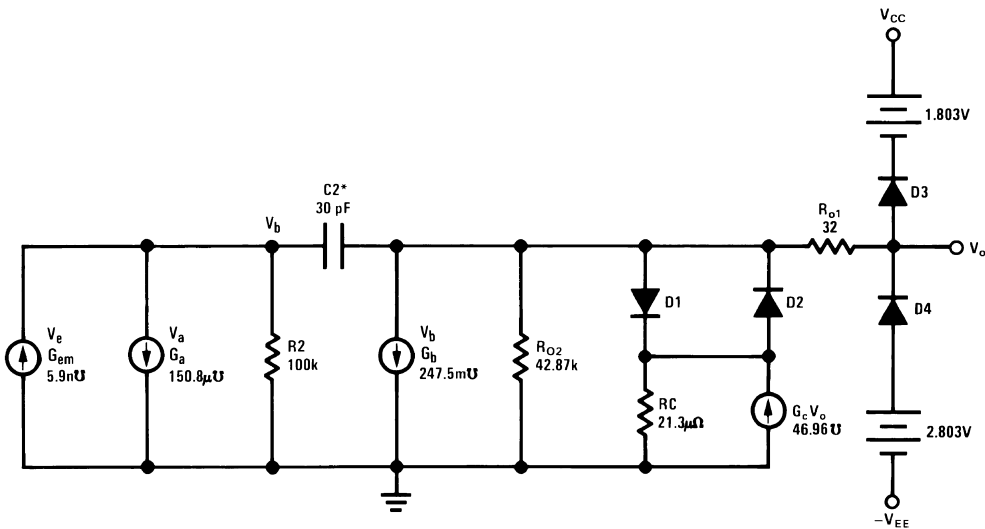 V_CC
1.803V
D3
C2*
30 pF
V_b
R_o1
32
V_o
D1
D2
D4
V_e
G_em
5.9n℧
V_a
G_a
150.8μ℧
R2
100k
V_b
G_b
247.5m℧
R_O2
42.87k
RC
21.3μΩ
G_cV_o
46.96℧
2.803V
-V_EE